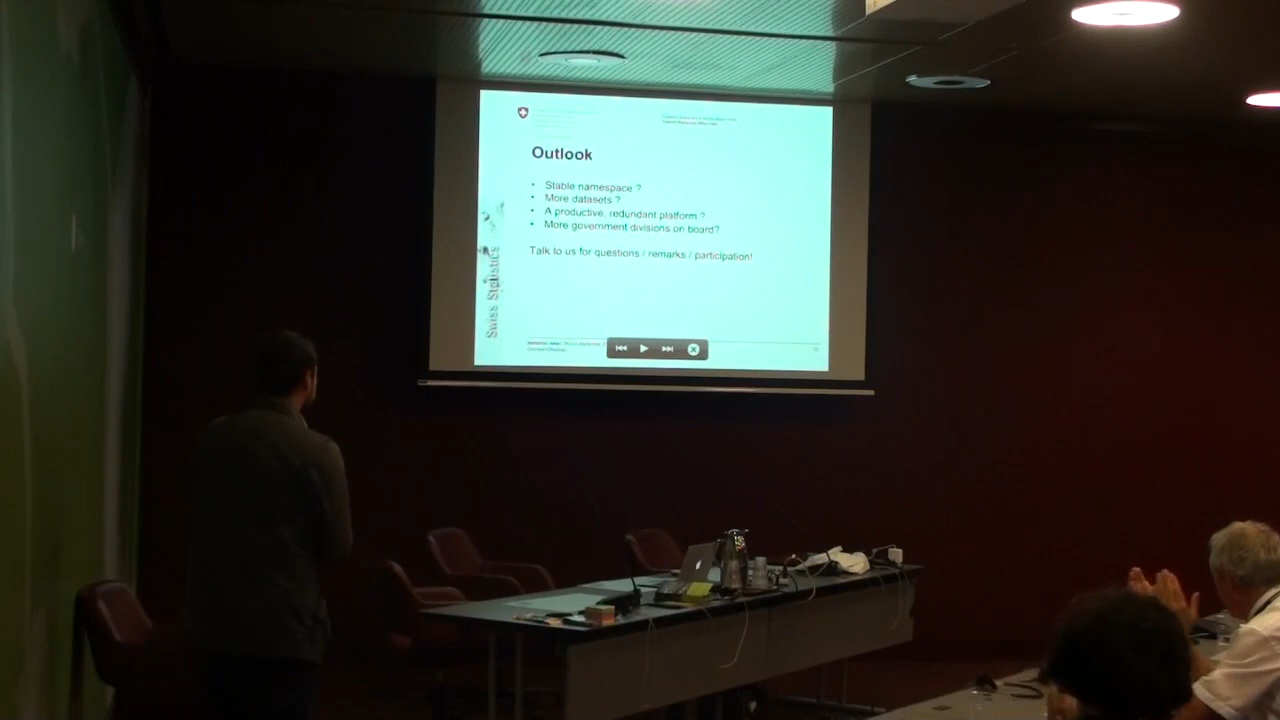 Outlook
• Stable namespace ?
• More datasets ?
• A productive, redundant platform ?
• More government divisions on board?
Talk to us for questions / remarks / participation!
Swiss Statistics